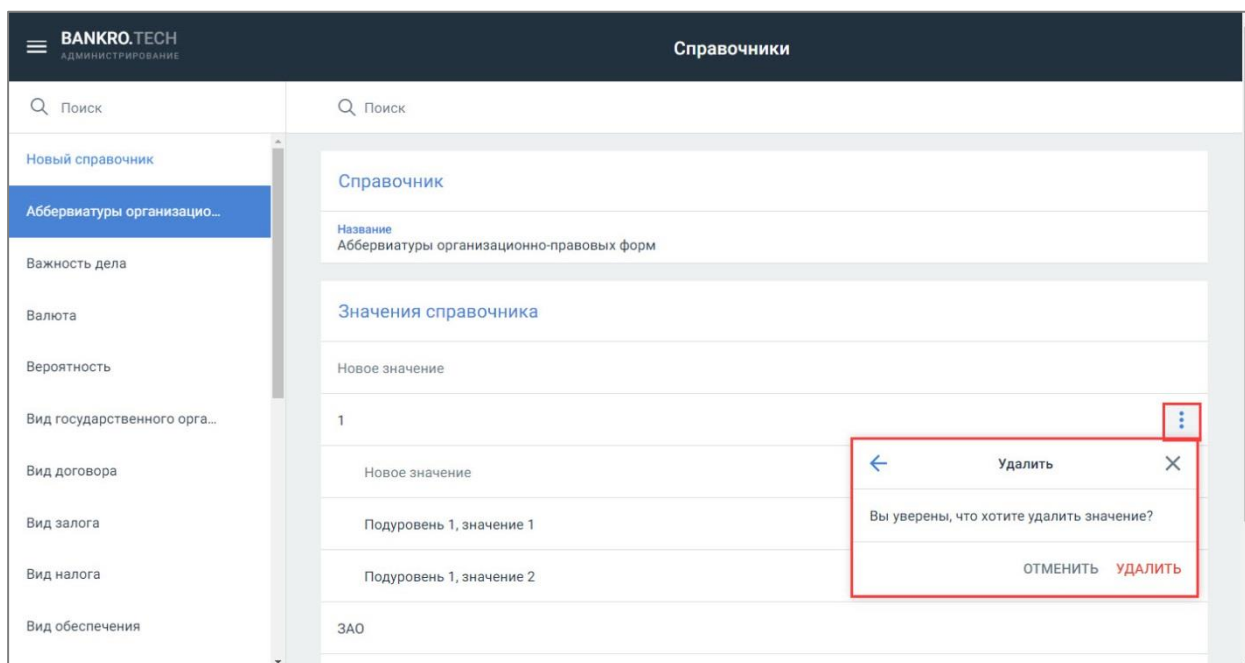 BANKRO.TECH
АДМИНИСТРИРОВАНИЕ
Справочники
Поиск
Поиск
Новый справочник
Аббервиатуры организацио...
Важность дела
Валюта
Вероятность
Вид государственного орга...
Вид договора
Вид залога
Вид налога
Вид обеспечения
Справочник
Название
Аббервиатуры организационно-правовых форм
Значения справочника
Новое значение
1
Новое значение
Подуровень 1, значение 1
Подуровень 1, значение 2
ЗАО
Удалить
Вы уверены, что хотите удалить значение?
ОТМЕНИТЬ УДАЛИТЬ